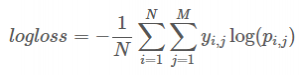 logloss = -\frac{1}{N} \sum_{i=1}^{N} \sum_{j=1}^{M} y_{i,j} \log(p_{i,j})